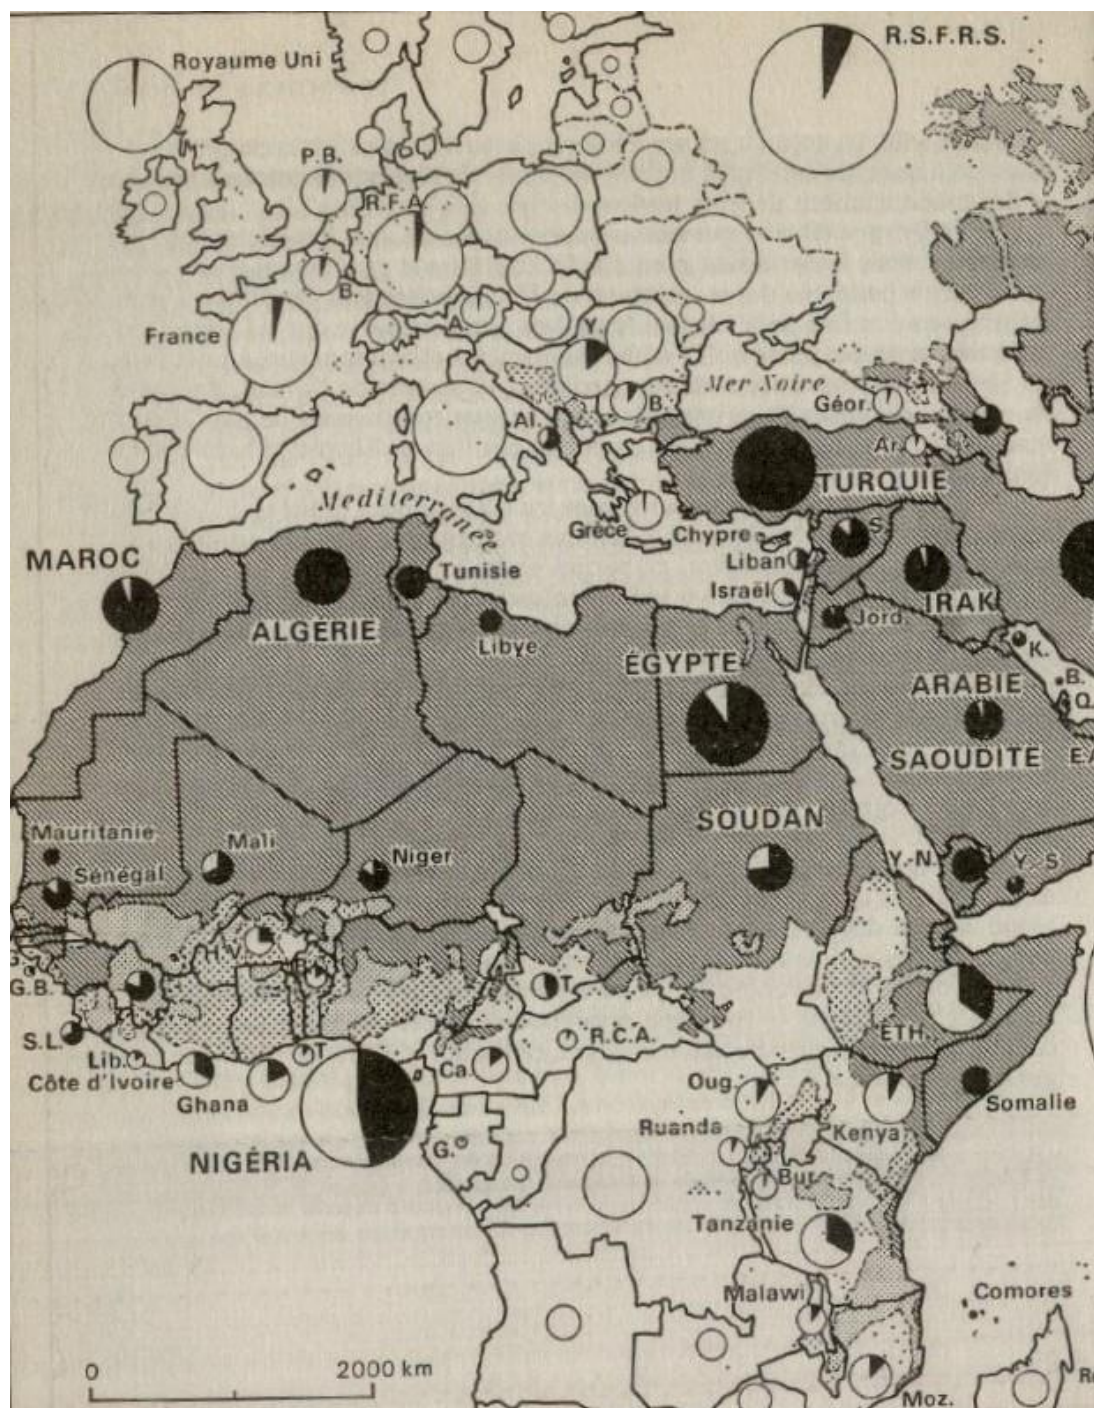 R.S.F.R.S.
Royaume Uni
P.B.
R.F.A.
B.
France
A.
Y.
Mer Noire
B
Géor.
Al.
Ar.
TURQUIE
Mediterranée
Grèce
Chypre
S
MAROC
Liban
Tunisie
Israël
IRAK
Jord.
ALGÉRIE
Libye
K.
ÉGYPTE
B.
ARABIE
Q.
SAOUDITE
SOUDAN
Mauritanie
Mali
Niger
Y.-N.
Y.-S.
Sénégal
H.V.
G.B.
T.
ÉTH.
S.L.
R.C.A.
Lib.
T
Côte d'Ivoire
Ca.
Ghana
Oug.
Somalie
Ruanda
Kenya
G.
NIGÉRIA
Bur.
Tanzanie
Malawi
Comores
0
2000 km
Moz.